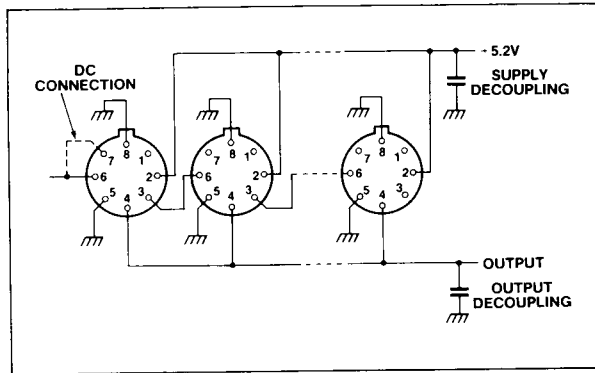 +5.2V
DC
CONNECTION
SUPPLY
DECOUPLING
8 8 8
7 1 7 1 7 1
6 2 6 2 6 2
5 4 3 5 4 3 5 4 3
OUTPUT
OUTPUT
DECOUPLING